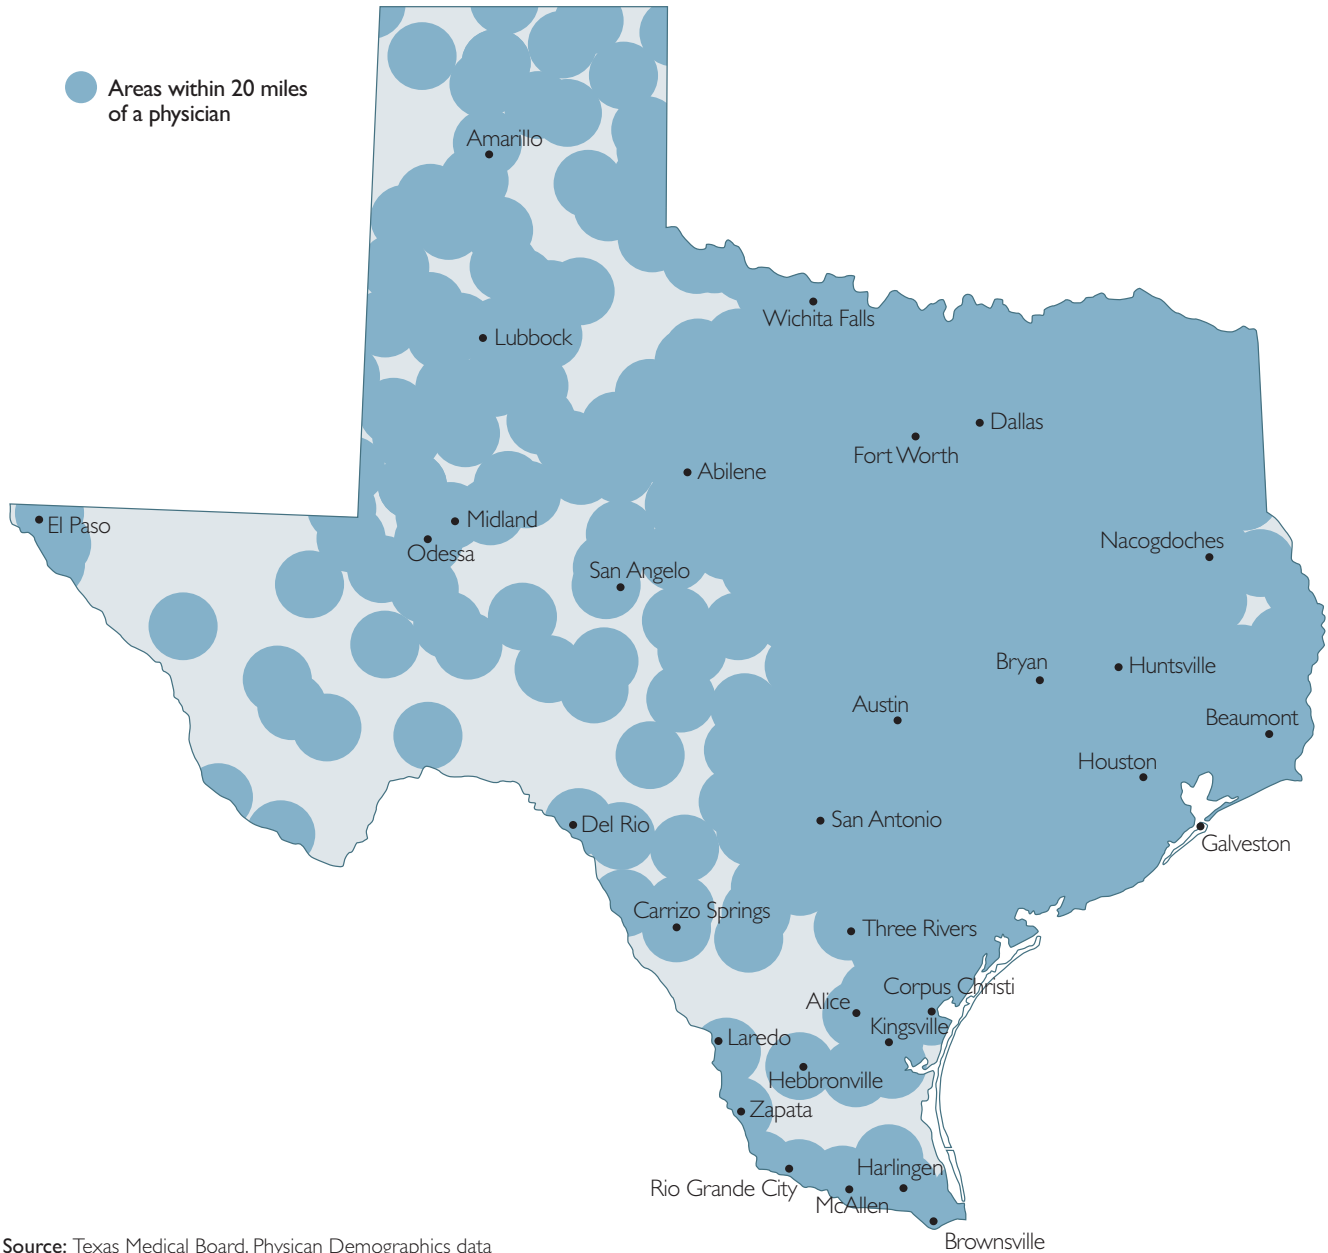 Areas within 20 miles
of a physician
Amarillo
Wichita Falls
Lubbock
Dallas
Fort Worth
Abilene
El Paso
Midland
Odessa
Nacogdoches
San Angelo
Bryan
Huntsville
Austin
Beaumont
Houston
Del Rio
San Antonio
Galveston
Carrizo Springs
Three Rivers
Corpus Christi
Alice
Kingsville
Laredo
Hebbronville
Zapata
Harlingen
Rio Grande City
McAllen
Brownsville
Source: Texas Medical Board. Physican Demographics data